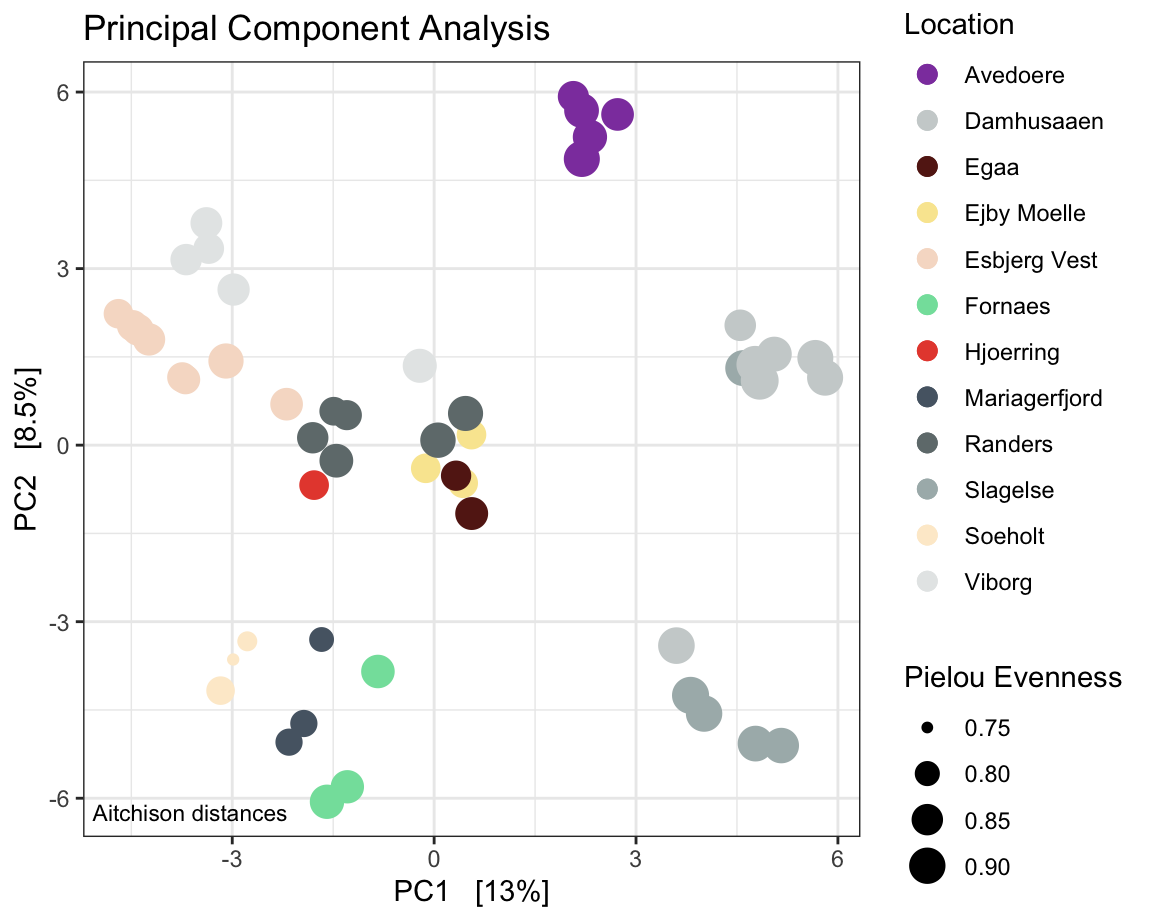 Principal Component Analysis
6
3
0
-3
-6
PC2 [8.5%]
Aitchison distances
-3
0
3
6
PC1 [13%]
Location
Avedoere
Damhusaaen
Egaa
Ejby Moelle
Esbjerg Vest
Fornaes
Hjoerring
Mariagerfjord
Randers
Slagelse
Soeholt
Viborg
Pielou Evenness
0.75
0.80
0.85
0.90